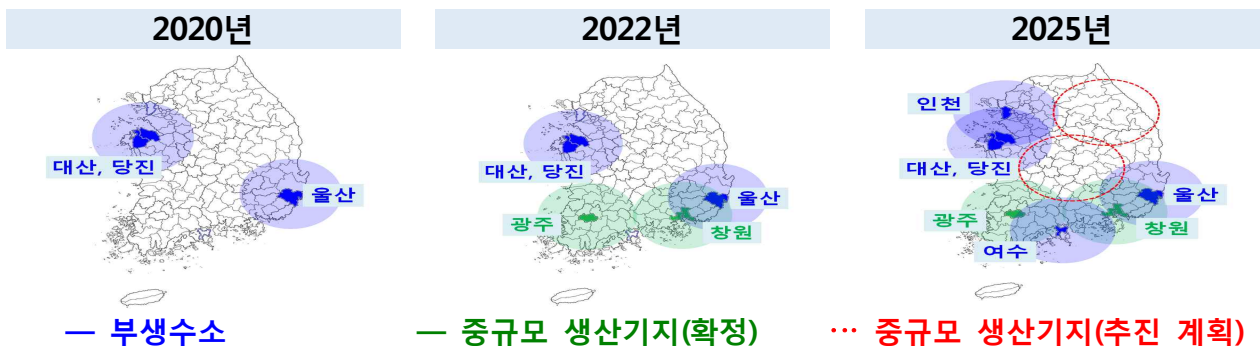 2020년
2022년
2025년
대산, 당진
울산
대산, 당진
울산
광주
창원
인천
대산, 당진
울산
광주
창원
여수
— 부생수소
— 중규모 생산기지(확정)
··· 중규모 생산기지(추진 계획)